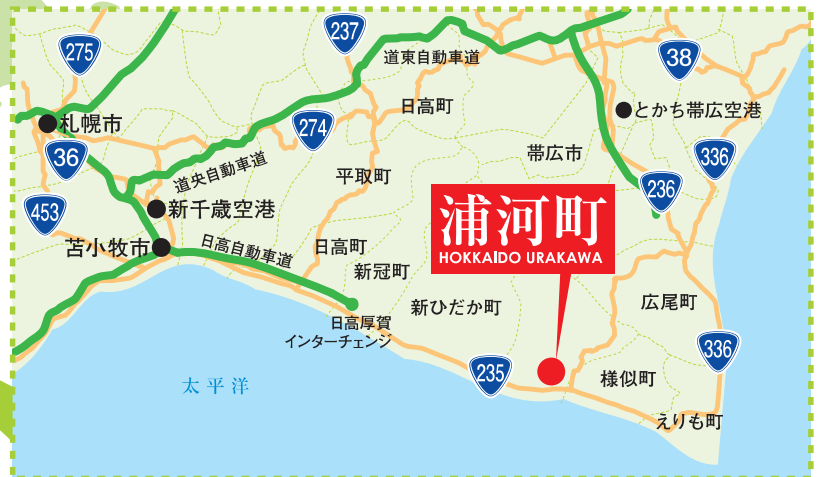 237
275
38
道東自動車道
日高町
とかち帯広空港
札幌市
274
36
帯広市
336
道央自動車道
平取町
236
453
新千歳空港
浦河町
HOKKAIDO URAKAWA
苫小牧市
日高自動車道
日高町
新冠町
新ひだか町
広尾町
日高厚賀
インターチェンジ
336
235
様似町
太平洋
えりも町